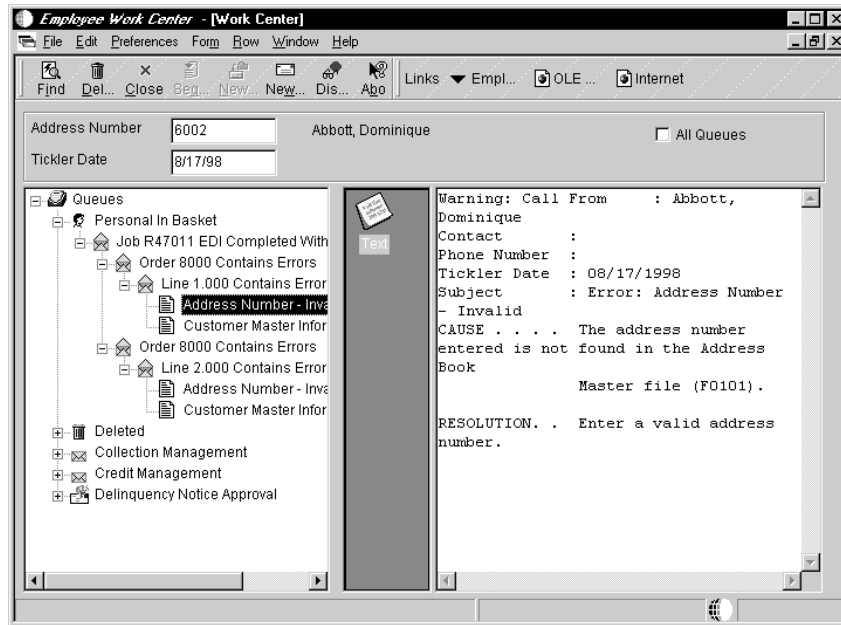 Employee Work Center - [Work Center]
File Edit Preferences Form Row Window Help
Find Del... Close Seq... New... New... Dis... Abo Links Empl... OLE ... Internet
Address Number 6002 Abbott, Dominique All Queues
Tickler Date 8/17/98
Queues
Personal In Basket
Job R47011 EDI Completed With
Order 8000 Contains Errors
Line 1.000 Contains Error
Address Number - Inva
Customer Master Infor
Order 8000 Contains Errors
Line 2.000 Contains Error
Address Number - Inva
Customer Master Infor
Deleted
Collection Management
Credit Management
Delinquency Notice Approval
Text
Warning: Call From : Abbott,
Dominique
Contact :
Phone Number :
Tickler Date : 08/17/1998
Subject : Error: Address Number
- Invalid
CAUSE . . . . The address number
entered is not found in the Address
Book
Master file (F0101).
RESOLUTION. . Enter a valid address
number.